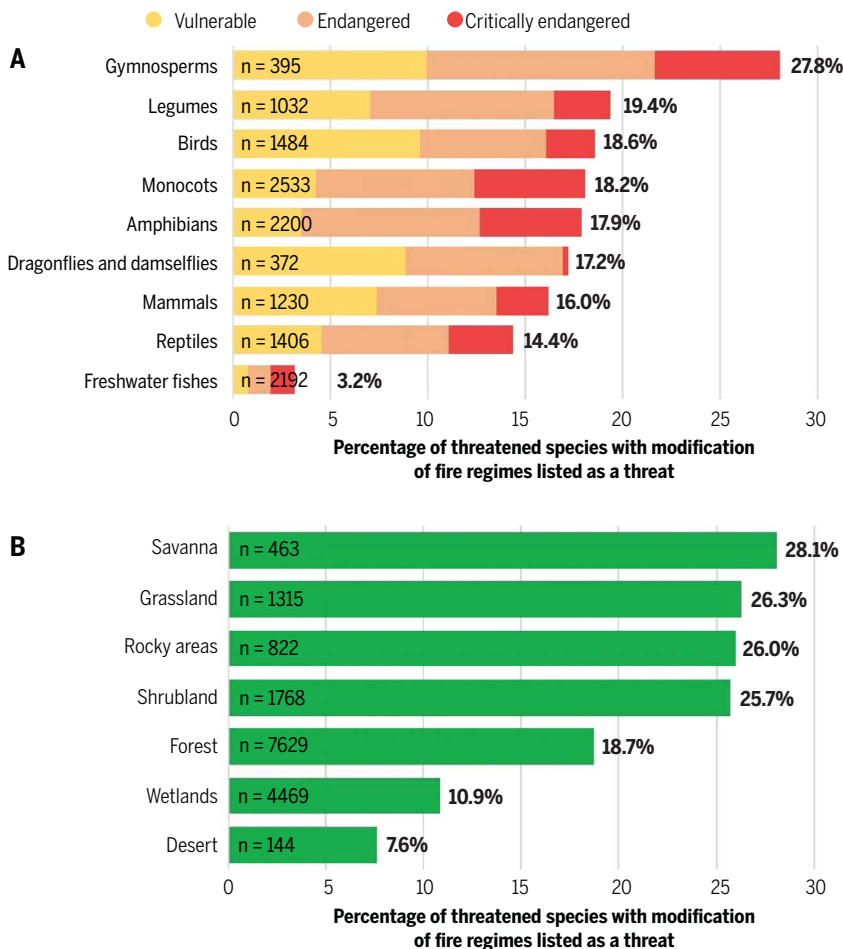 Vulnerable Endangered Critically endangered
A
Gymnosperms n = 395 27.8%
Legumes n = 1032 19.4%
Birds n = 1484 18.6%
Monocots n = 2533 18.2%
Amphibians n = 2200 17.9%
Dragonflies and damselflies n = 372 17.2%
Mammals n = 1230 16.0%
Reptiles n = 1406 14.4%
Freshwater fishes n = 2192 3.2%
0 5 10 15 20 25 30
Percentage of threatened species with modification
of fire regimes listed as a threat
B
Savanna n = 463 28.1%
Grassland n = 1315 26.3%
Rocky areas n = 822 26.0%
Shrubland n = 1768 25.7%
Forest n = 7629 18.7%
Wetlands n = 4469 10.9%
Desert n = 144 7.6%
0 5 10 15 20 25 30
Percentage of threatened species with modification
of fire regimes listed as a threat